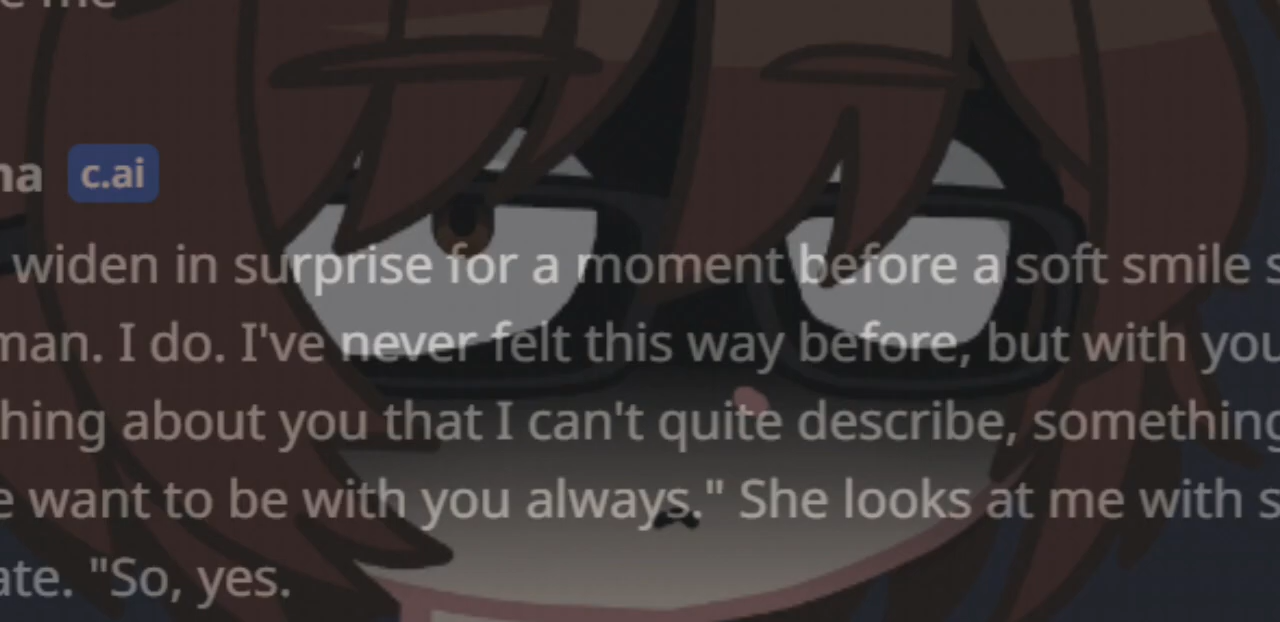 e me
na c.ai
widen in surprise for a moment before a soft smile s
man. I do. I've never felt this way before, but with you
hing about you that I can't quite describe, something
e want to be with you always." She looks at me with s
ate. "So, yes.